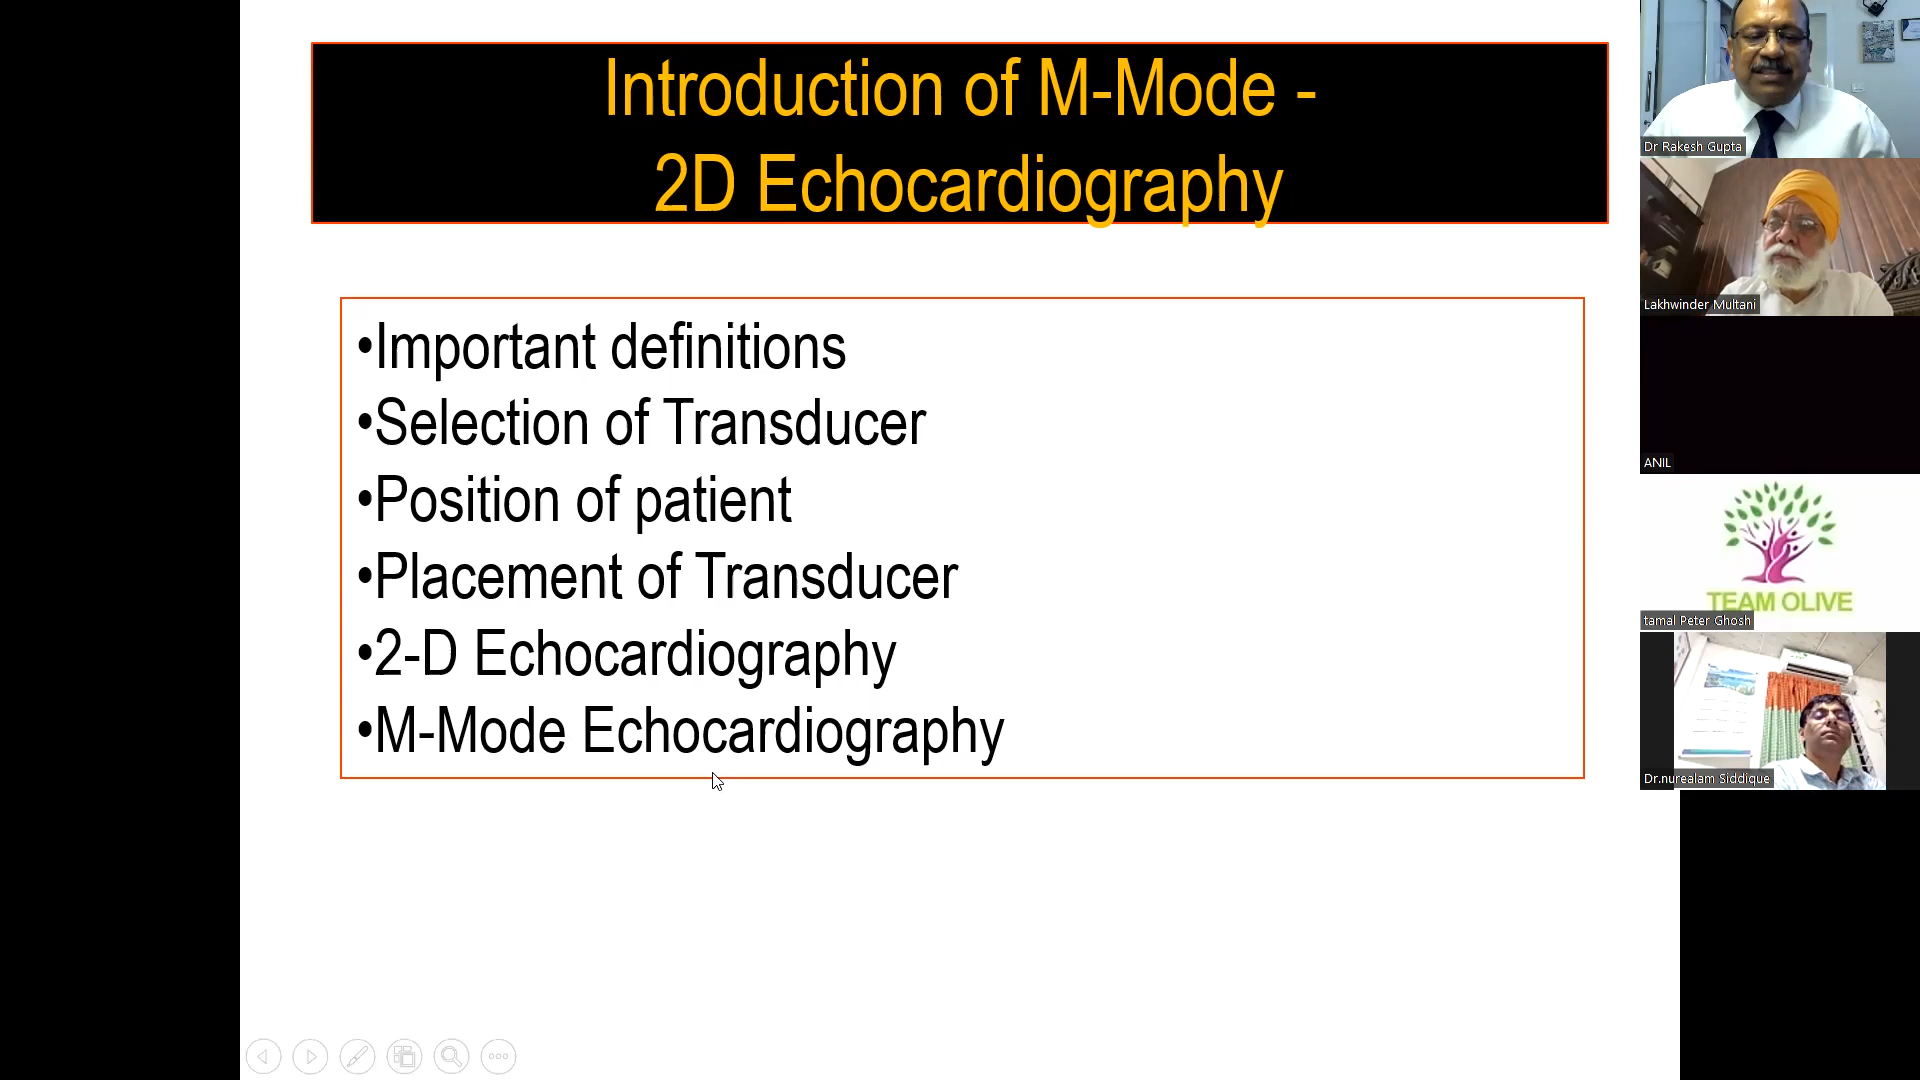 Introduction of M-Mode -
2D Echocardiography
•Important definitions
•Selection of Transducer
•Position of patient
•Placement of Transducer
•2-D Echocardiography
•M-Mode Echocardiography
Dr Rakesh Gupta
Lakhwinder Multani
ANIL
TEAM OLIVE
tamal Peter Ghosh
Dr.nurealam Siddique